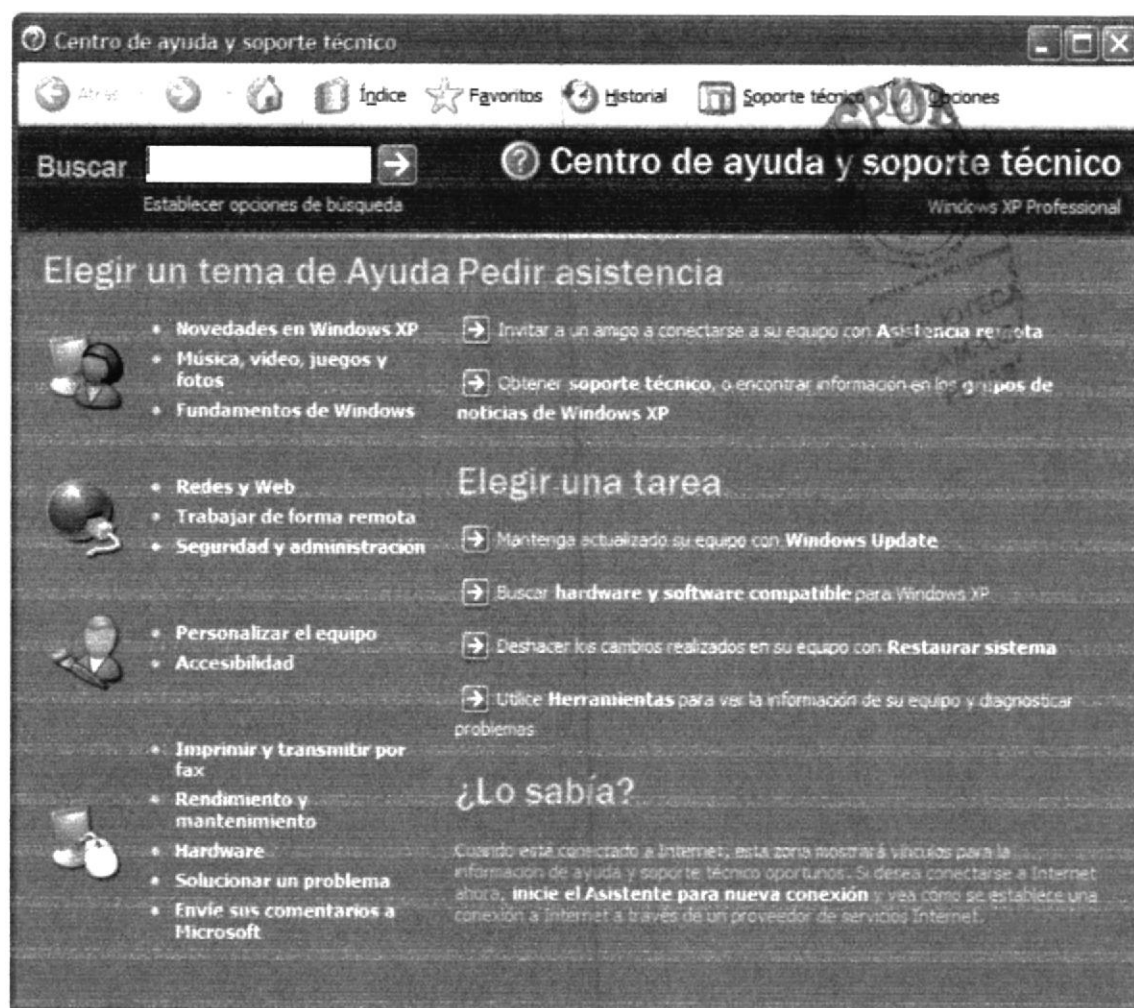 Centro de ayuda y soporte técnico
Atrás
Índice
Favoritos
Historial
Soporte técnico
Opciones
Buscar
Centro de ayuda y soporte técnico
Establecer opciones de búsqueda
Windows XP Professional
Elegir un tema de Ayuda
Novedades en Windows XP
Música, vídeo, juegos y
fotos
Fundamentos de Windows
Redes y Web
Trabajar de forma remota
Seguridad y administración
Personalizar el equipo
Accesibilidad
Imprimir y transmitir por
fax
Rendimiento y
mantenimiento
Hardware
Solucionar un problema
Envíe sus comentarios a
Microsoft
Pedir asistencia
Invitar a un amigo a conectarse a su equipo con Asistencia remota
Obtener soporte técnico, o encontrar información en los grupos de
noticias de Windows XP
Elegir una tarea
Mantenga actualizado su equipo con Windows Update
Buscar hardware y software compatible para Windows XP
Deshacer los cambios realizados en su equipo con Restaurar sistema
Utilice Herramientas para ver la información de su equipo y diagnosticar
problemas
¿Lo sabía?
Cuando está conectado a Internet, esta zona mostrará vínculos para la
información de ayuda y soporte técnico oportunos. Si desea conectarse a Internet
ahora, inicie el Asistente para nueva conexión y vea cómo se establece una
conexión a Internet a través de un proveedor de servicios Internet.